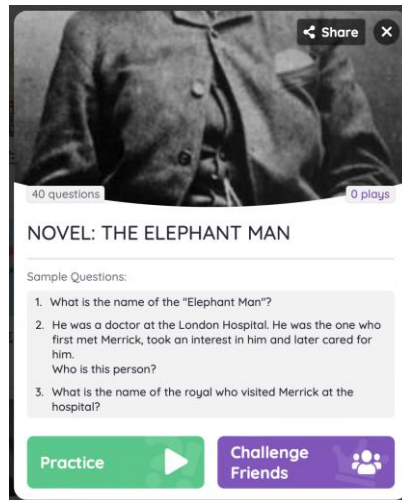 Share
40 questions
0 plays
NOVEL: THE ELEPHANT MAN
Sample Questions:
1. What is the name of the "Elephant Man"?
2. He was a doctor at the London Hospital. He was the one who
first met Merrick, took an interest in him and later cared for
him.
Who is this person?
3. What is the name of the royal who visited Merrick at the
hospital?
Practice
Challenge
Friends